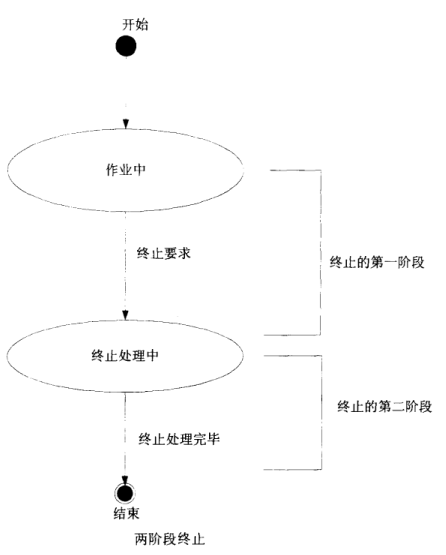 开始
作业中
终止要求
终止的第一阶段
终止处理中
终止的第二阶段
终止处理完毕
结束
两阶段终止